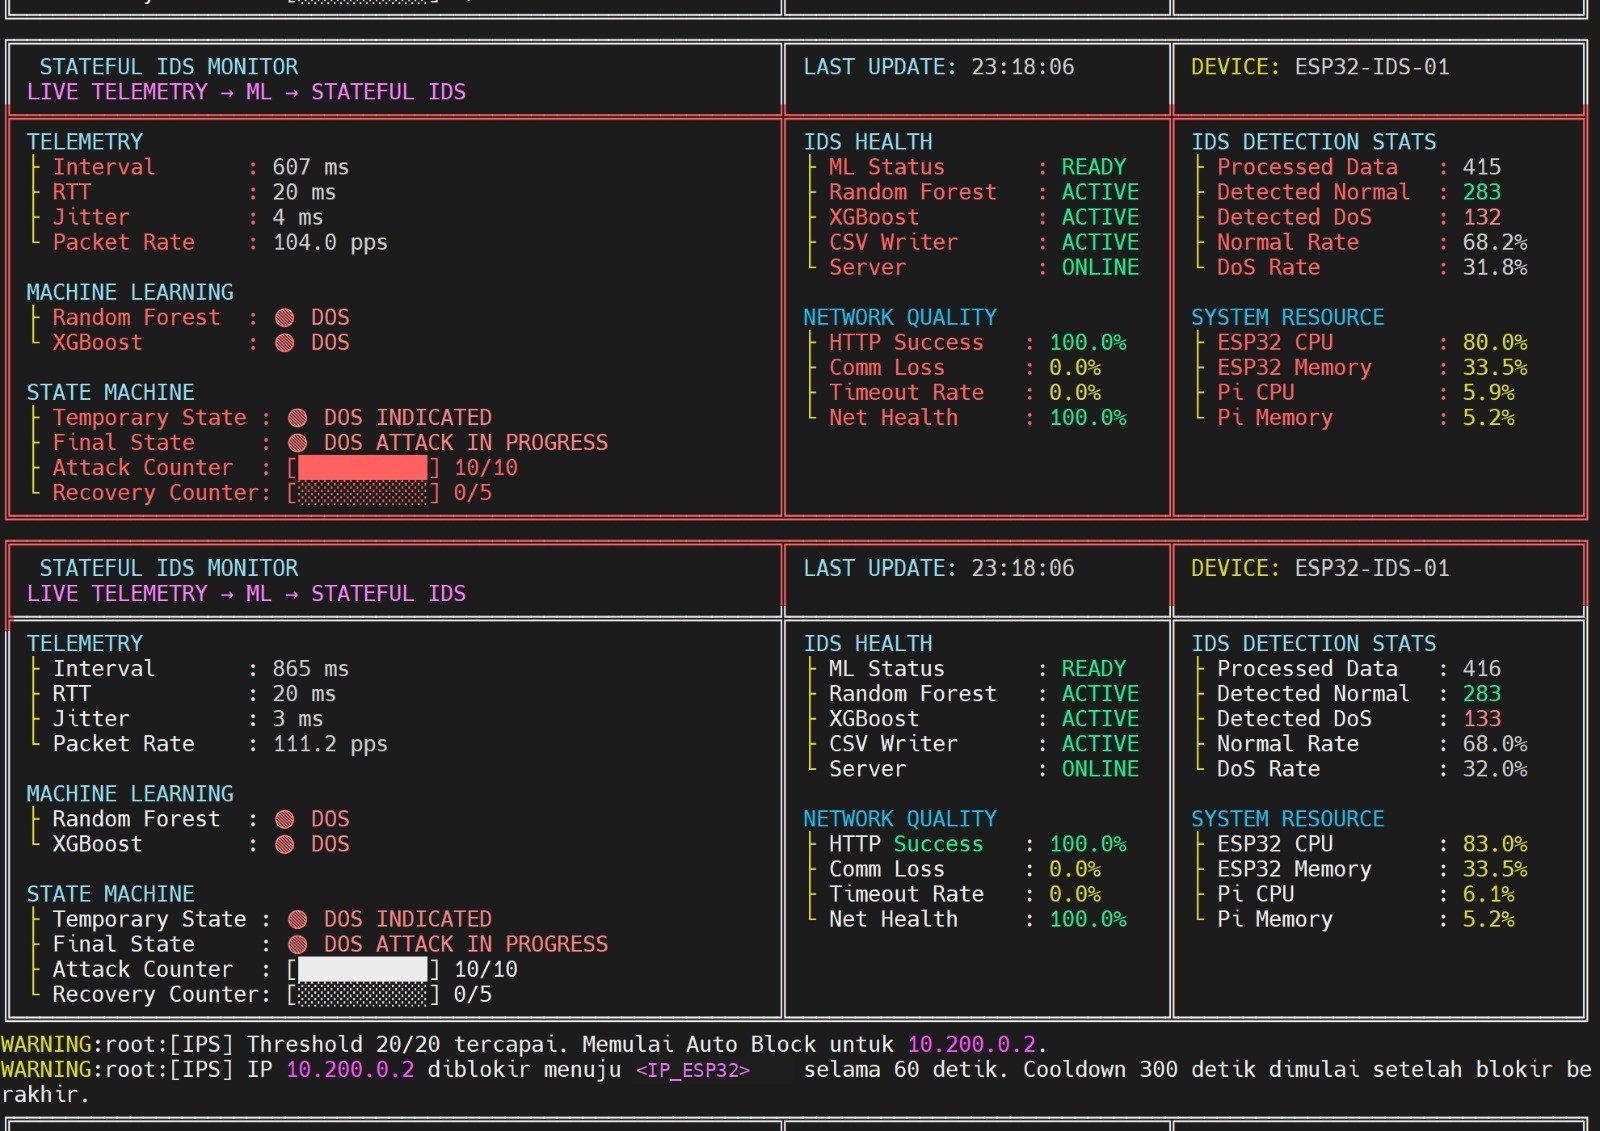 STATEFUL IDS MONITOR
LIVE TELEMETRY → ML → STATEFUL IDS
LAST UPDATE: 23:18:06
DEVICE: ESP32-IDS-01
TELEMETRY
Interval : 607 ms
RTT : 20 ms
Jitter : 4 ms
Packet Rate : 104.0 pps
MACHINE LEARNING
Random Forest : DOS
XGBoost : DOS
STATE MACHINE
Temporary State : DOS INDICATED
Final State : DOS ATTACK IN PROGRESS
Attack Counter : [██████████] 10/10
Recovery Counter: [░░░░░░░░░░] 0/5
IDS HEALTH
ML Status : READY
Random Forest : ACTIVE
XGBoost : ACTIVE
CSV Writer : ACTIVE
Server : ONLINE
NETWORK QUALITY
HTTP Success : 100.0%
Comm Loss : 0.0%
Timeout Rate : 0.0%
Net Health : 100.0%
IDS DETECTION STATS
Processed Data : 415
Detected Normal : 283
Detected DoS : 132
Normal Rate : 68.2%
DoS Rate : 31.8%
SYSTEM RESOURCE
ESP32 CPU : 80.0%
ESP32 Memory : 33.5%
Pi CPU : 5.9%
Pi Memory : 5.2%
STATEFUL IDS MONITOR
LIVE TELEMETRY → ML → STATEFUL IDS
LAST UPDATE: 23:18:06
DEVICE: ESP32-IDS-01
TELEMETRY
Interval : 865 ms
RTT : 20 ms
Jitter : 3 ms
Packet Rate : 111.2 pps
MACHINE LEARNING
Random Forest : DOS
XGBoost : DOS
STATE MACHINE
Temporary State : DOS INDICATED
Final State : DOS ATTACK IN PROGRESS
Attack Counter : [██████████] 10/10
Recovery Counter: [░░░░░░░░░░] 0/5
IDS HEALTH
ML Status : READY
Random Forest : ACTIVE
XGBoost : ACTIVE
CSV Writer : ACTIVE
Server : ONLINE
NETWORK QUALITY
HTTP Success : 100.0%
Comm Loss : 0.0%
Timeout Rate : 0.0%
Net Health : 100.0%
IDS DETECTION STATS
Processed Data : 416
Detected Normal : 283
Detected DoS : 133
Normal Rate : 68.0%
DoS Rate : 32.0%
SYSTEM RESOURCE
ESP32 CPU : 83.0%
ESP32 Memory : 33.5%
Pi CPU : 6.1%
Pi Memory : 5.2%
WARNING:root:[IPS] Threshold 20/20 tercapai. Memulai Auto Block untuk 10.200.0.2.
WARNING:root:[IPS] IP 10.200.0.2 diblokir menuju <IP_ESP32> selama 60 detik. Cooldown 300 detik dimulai setelah blokir be
rakhir.